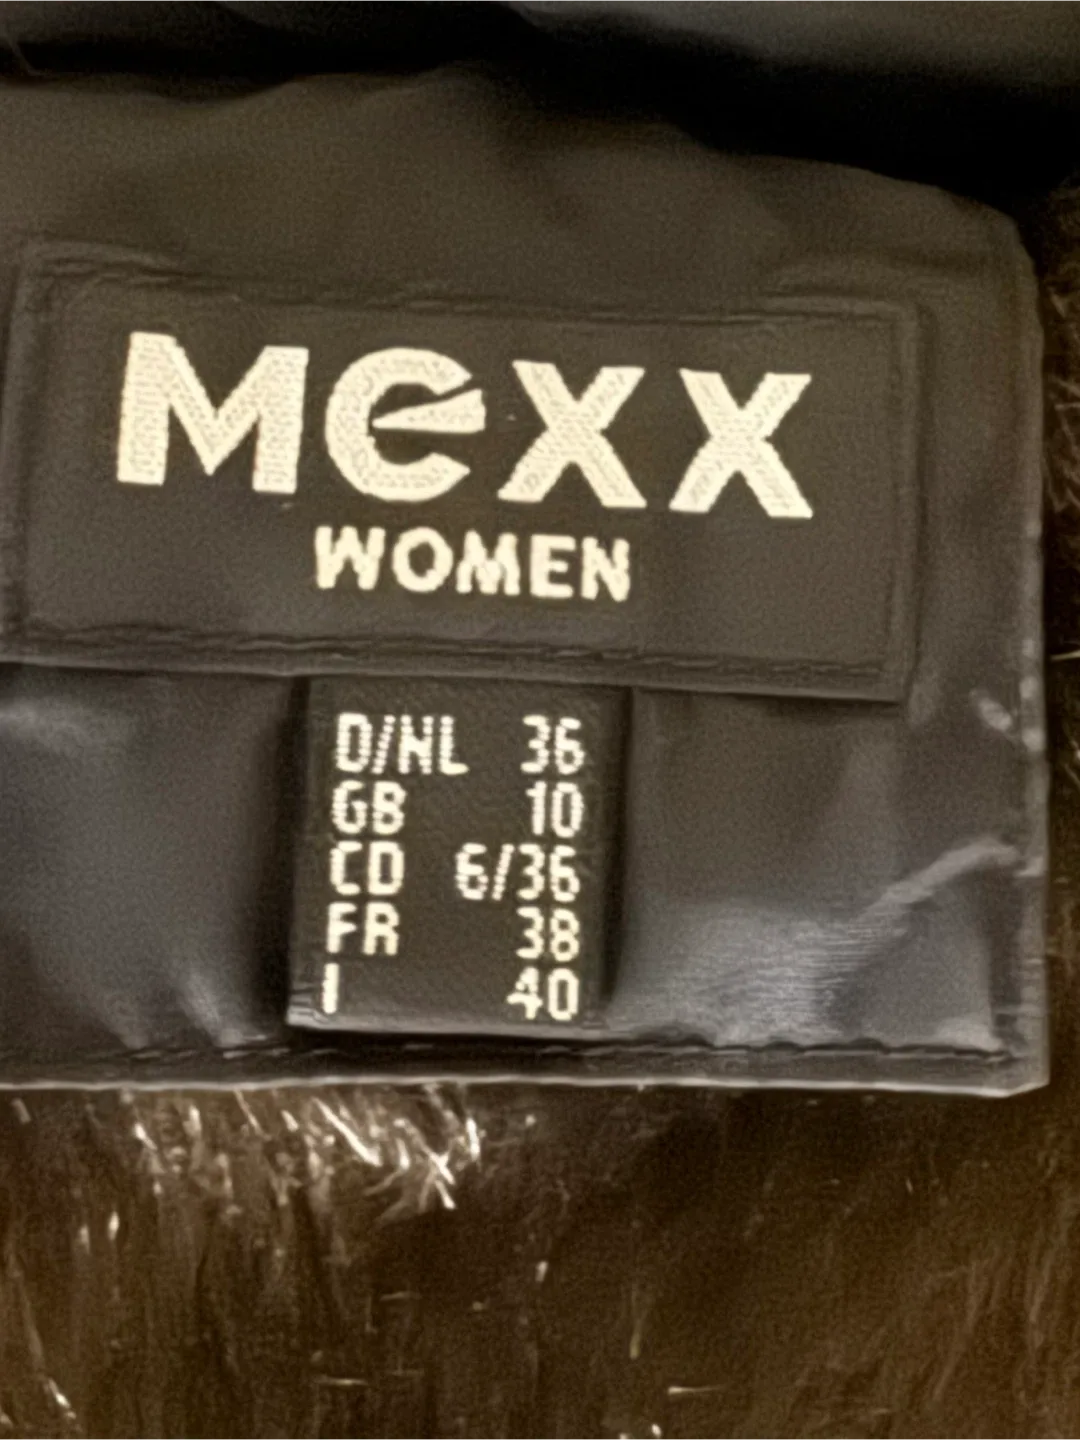 Mexx
WOMEN
D/NL 36
GB 10
CD 6/36
FR 38
I 40